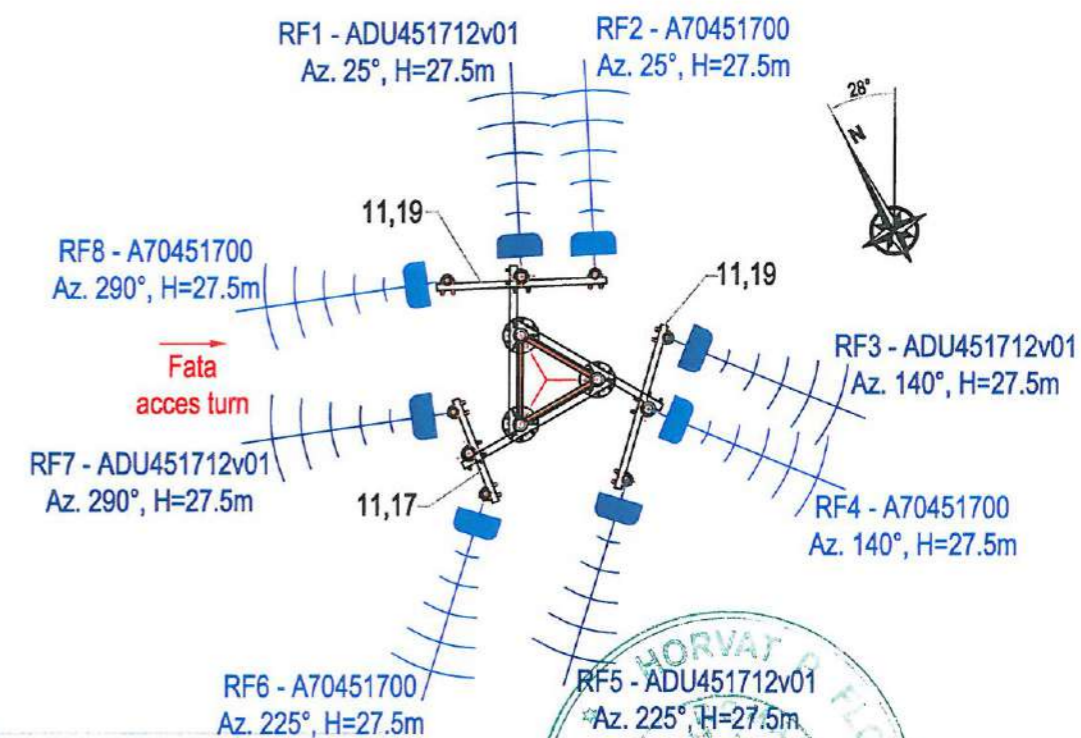 RF1 - ADU451712v01
Az. 25°, H=27.5m
RF2 - A70451700
Az. 25°, H=27.5m
28°
N
11,19
RF8 - A70451700
Az. 290°, H=27.5m
11,19
Fata
acces turn
RF3 - ADU451712v01
Az. 140°, H=27.5m
RF7 - ADU451712v01
Az. 290°, H=27.5m
11,17
RF4 - A70451700
Az. 140°, H=27.5m
HORVAT
RF6 - A70451700
Az. 225°, H=27.5m
RF5 - ADU451712v01
Az. 225°, H=27.5m